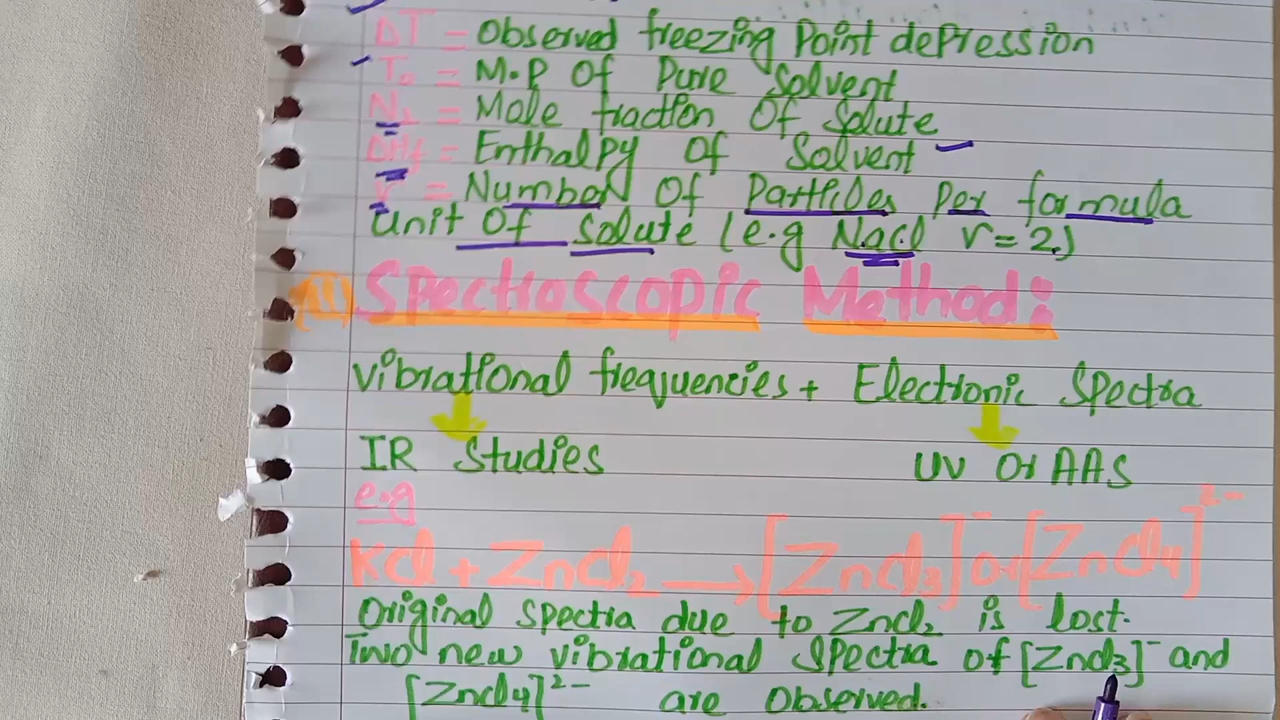 ΔT = Observed freezing Point depression
T₀ = M.P Of Pure Solvent
N₂ = Mole fraction Of Solute
ΔHf = Enthalpy Of Solvent
r = Number Of Particles Per formula
Unit Of Solute (e.g Nacl r=2)
(ii) Spectroscopic Method:
vibrational frequencies + Electronic Spectra
IR Studies UV Or AAS
e.g
KCl + ZnCl₂ → [ZnCl₃]⁻ or [ZnCl₄]²⁻
Original Spectra due to ZnCl₂ is lost.
Two new vibrational Spectra of [ZnCl₃]⁻ and
[ZnCl₄]²⁻ are Observed.